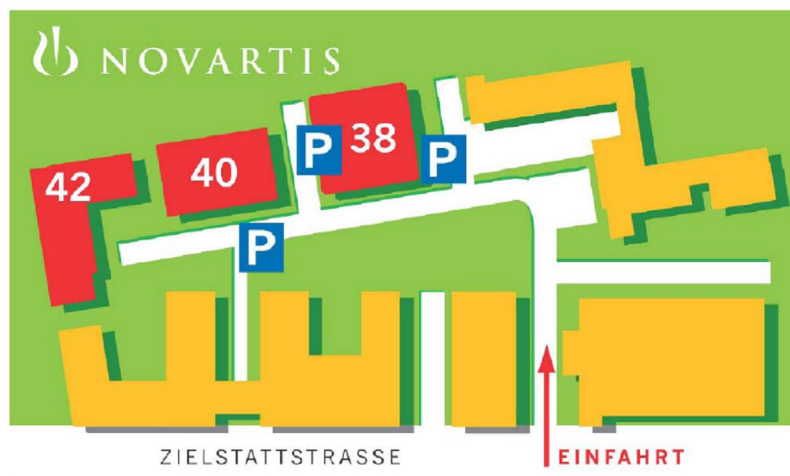 NOVARTIS
38
P
P
40
42
P
ZIELSTATTSTRASSE
EINFAHRT